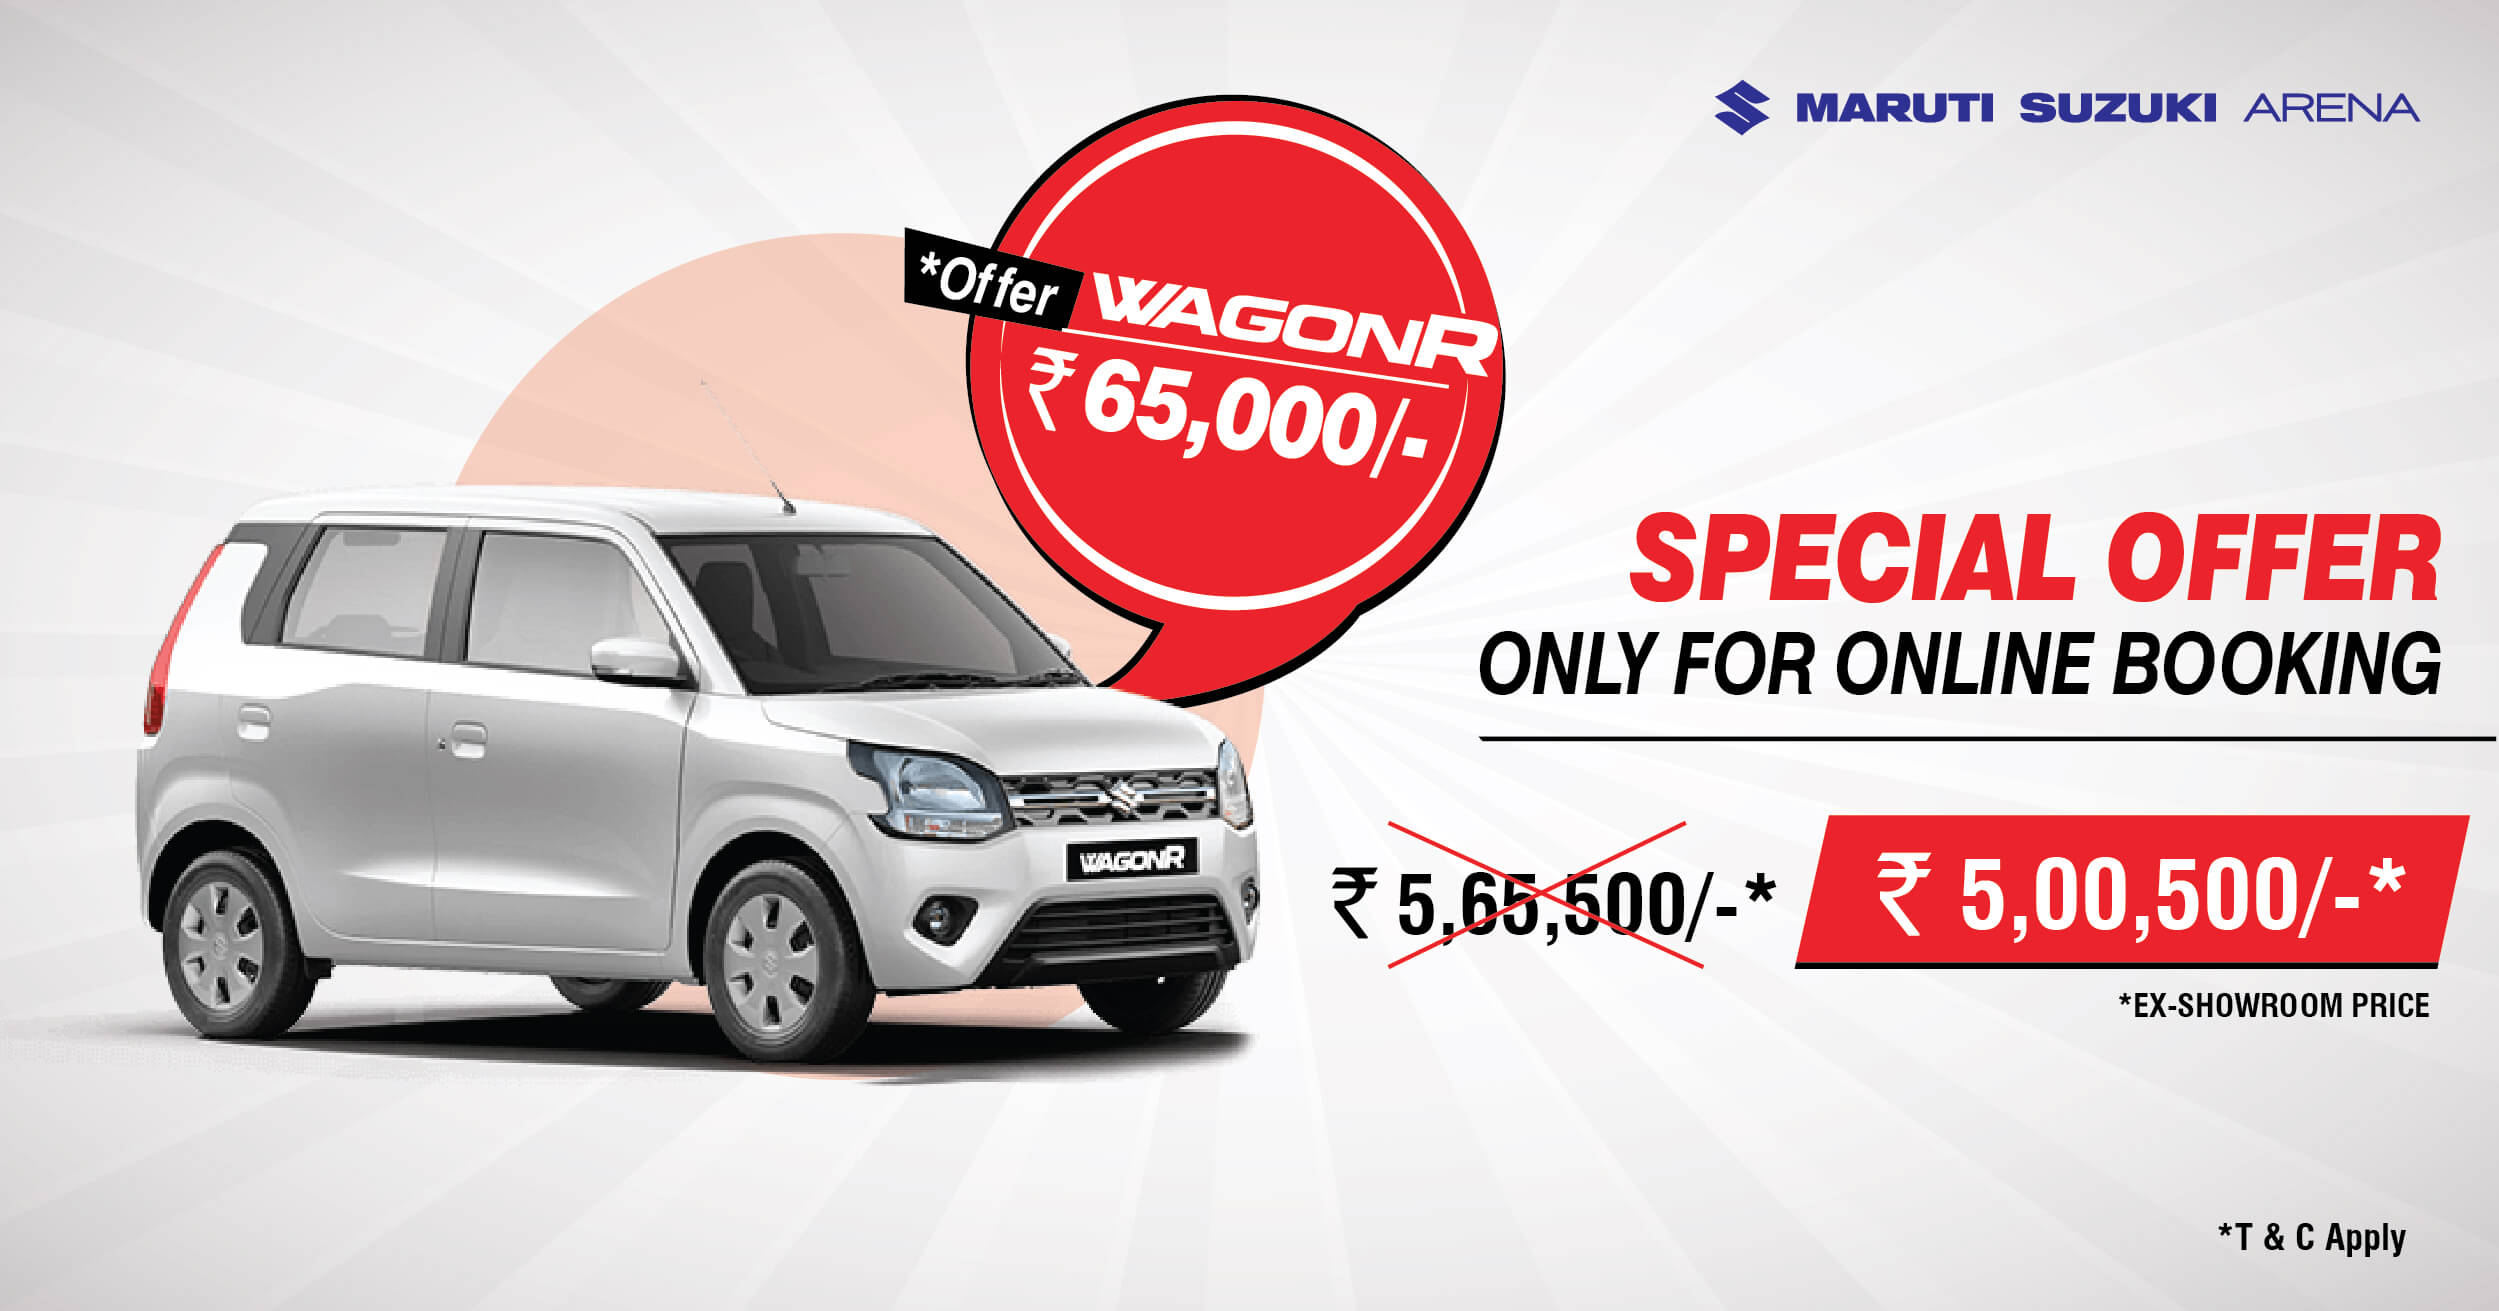 MARUTI SUZUKI ARENA
*Offer
WAGONR
₹ 65,000/-
SPECIAL OFFER
ONLY FOR ONLINE BOOKING
₹ 5,65,500/-*
₹ 5,00,500/-*
*EX-SHOWROOM PRICE
WAGONR
*T & C Apply